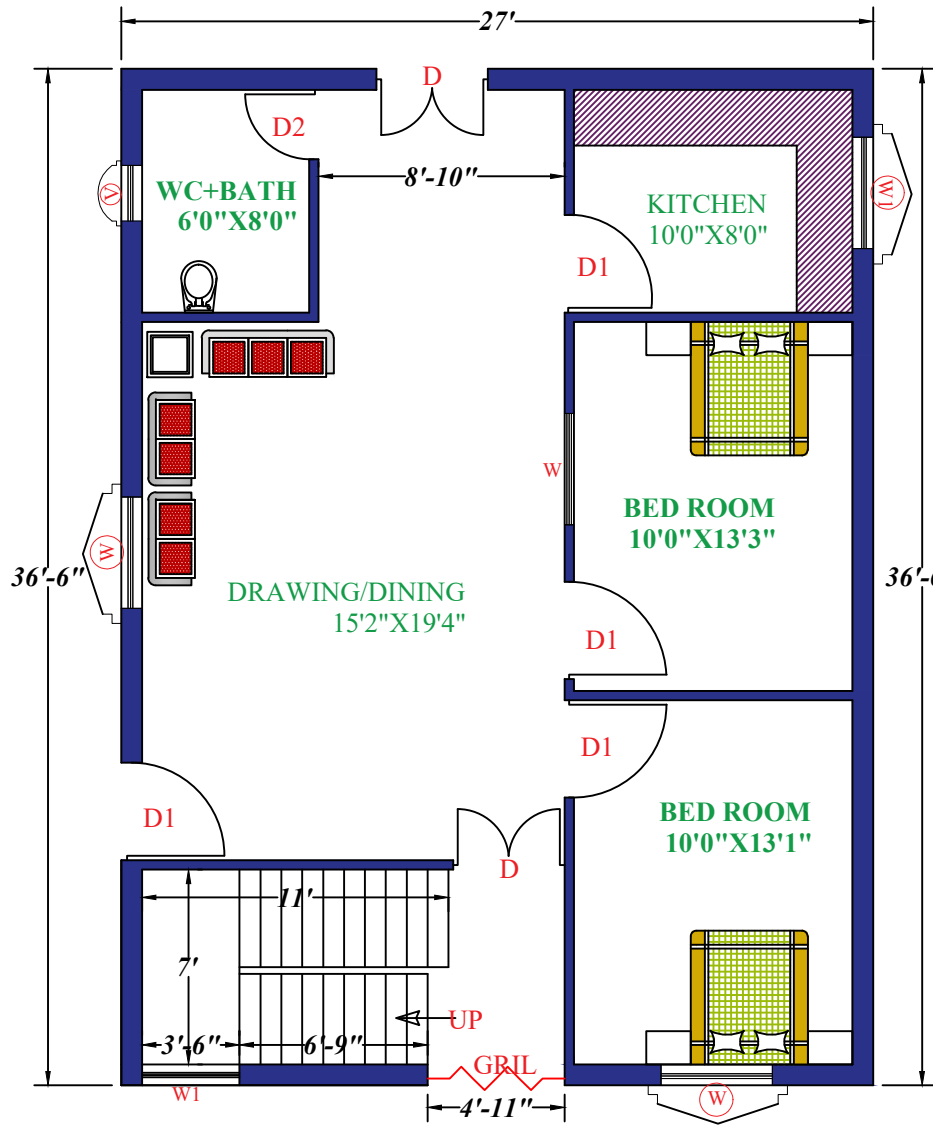 27'
D
D2
8'-10"
WC+BATH
6'0"X8'0"
V
KITCHEN
10'0"X8'0"
W1
D1
W
BED ROOM
10'0"X13'3"
W
36'-6"
36'-6
DRAWING/DINING
15'2"X19'4"
D1
D1
D1
BED ROOM
10'0"X13'1"
D
11'
7'
UP
3'-6"
6'-9"
GRIL
W1
4'-11"
W